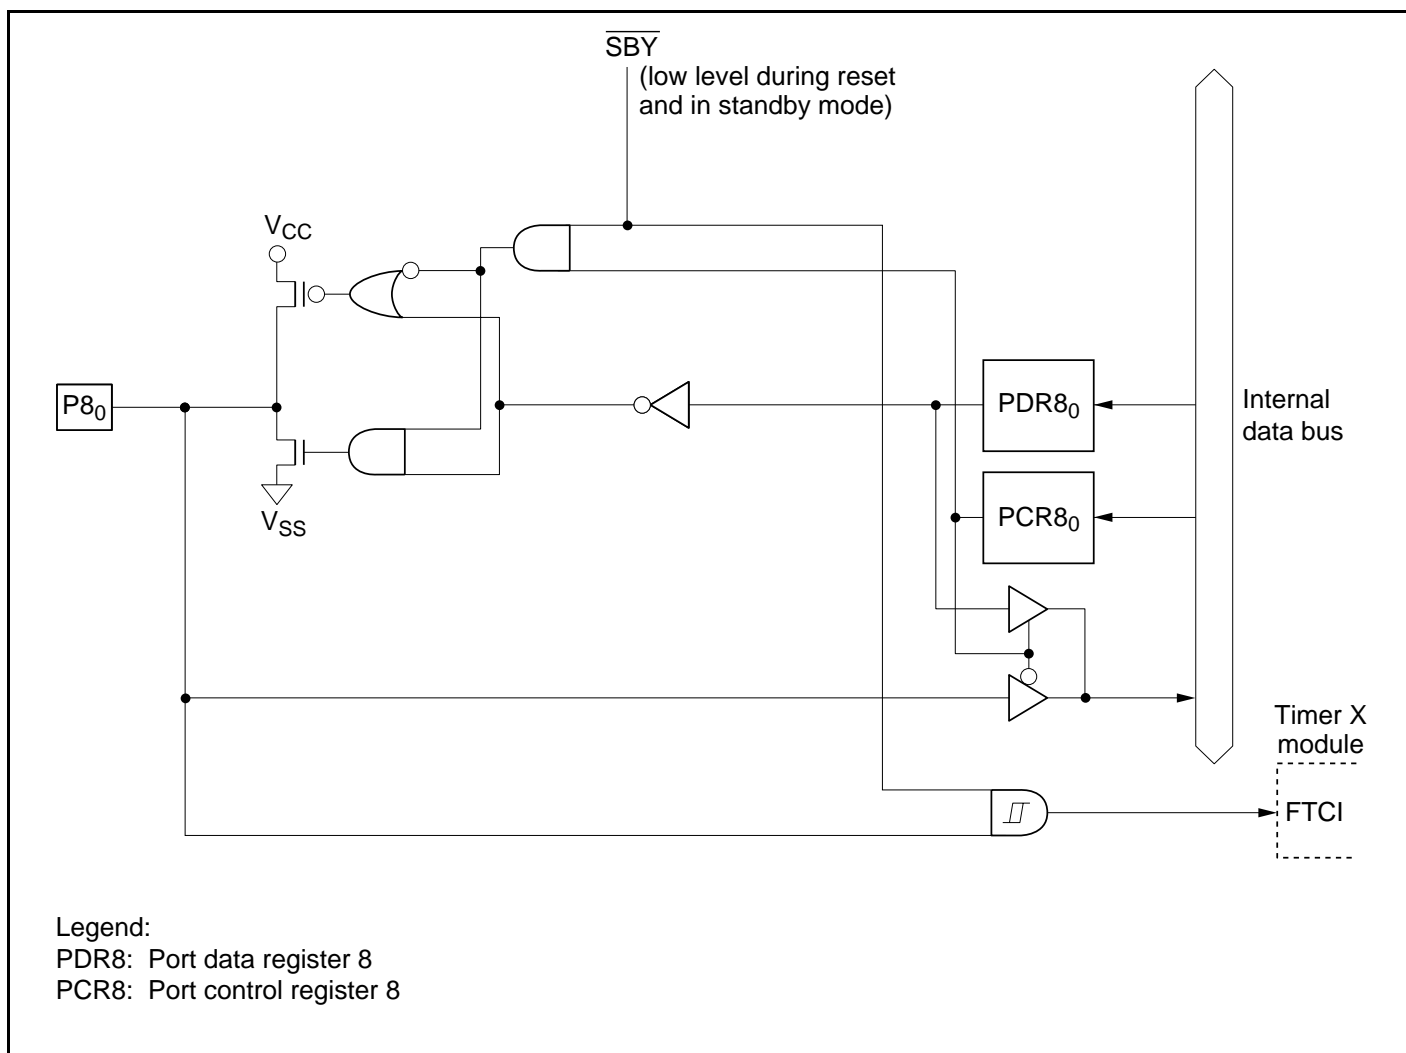 SBY
(low level during reset
and in standby mode)
VCC
P80
VSS
PDR80
PCR80
Internal
data bus
Timer X
module
FTCI
Legend:
PDR8: Port data register 8
PCR8: Port control register 8